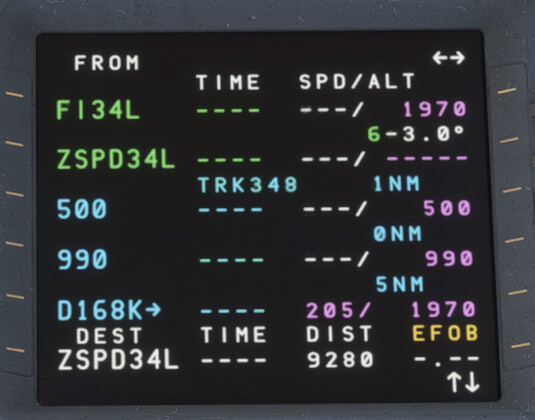 FROM ↔
TIME SPD/ALT
FI34L ---- ---/ 1970
6-3.0°
ZSPD34L ---- ---/ -----
TRK348 1NM
500 ---- ---/ 500
0NM
990 ---- ---/ 990
5NM
D168K→ ---- 205/ 1970
DEST TIME DIST EFOB
ZSPD34L ---- 9280 -.--
↑↓